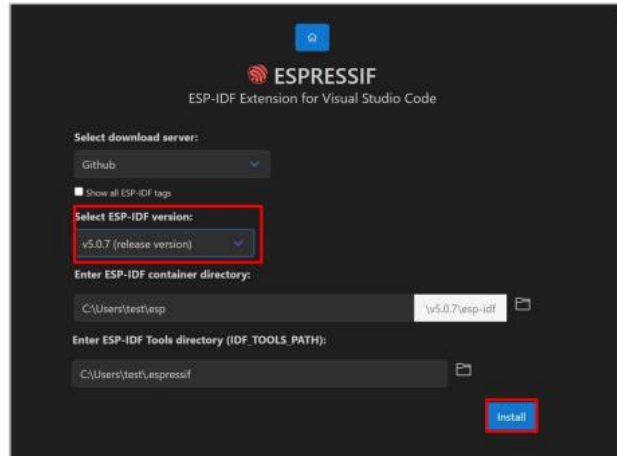 ESPRESSIF
ESP-IDF Extension for Visual Studio Code
Select download server:
Github
Show all ESP-IDF tags
Select ESP-IDF version:
v5.0.7 (release version)
Enter ESP-IDF container directory:
C:\Users\test\esp \v5.0.7\esp-idf
Enter ESP-IDF Tools directory (IDF_TOOLS_PATH):
C:\Users\test\.espressif
Install